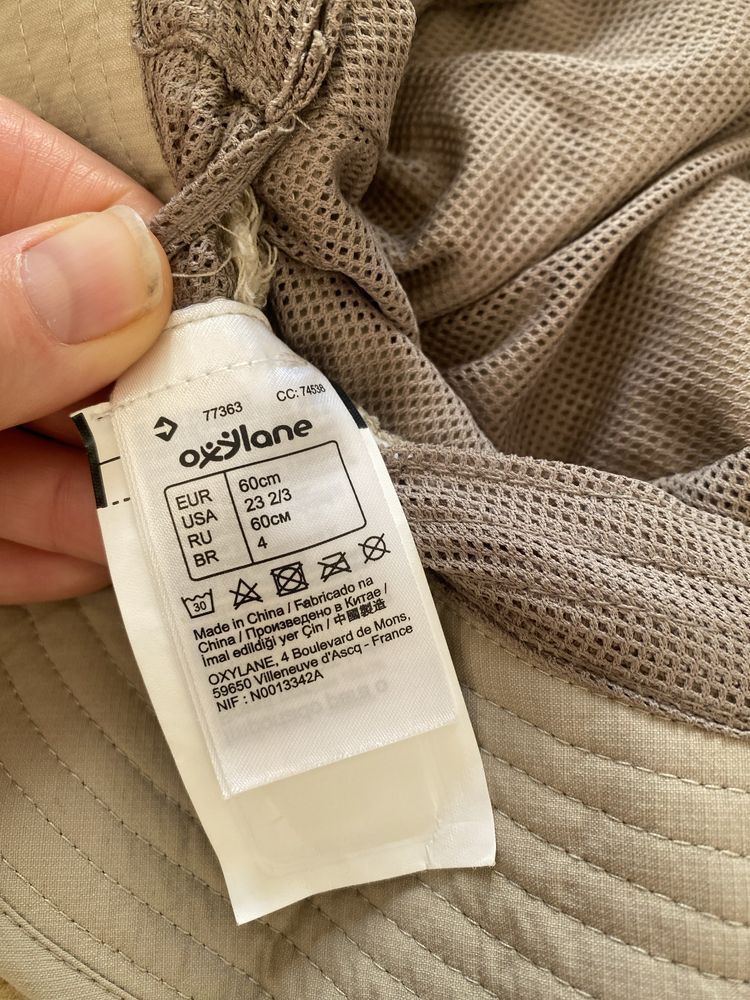 77363 CC: 74536
oxylane
EUR 60cm
USA 23 2/3
RU 60см
BR 4
30
Made in China / Fabricado na
China / Произведено в Китае /
İmal edildiği yer Çin / 中國製造
OXYLANE, 4 Boulevard de Mons,
59650 Villeneuve d'Ascq - France
NIF : N0013342A